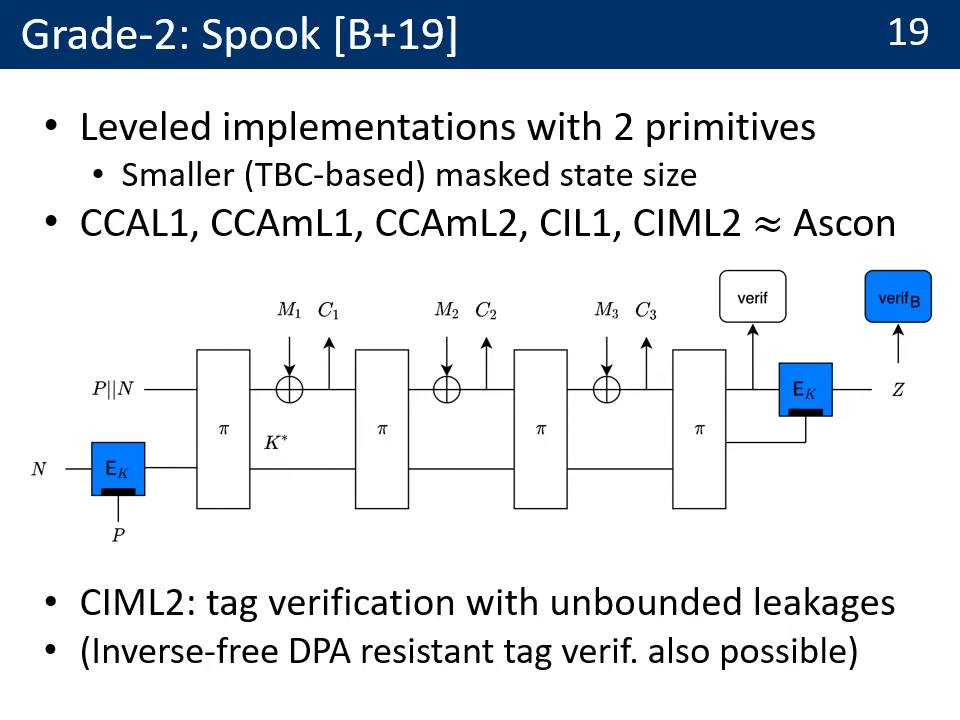 Grade-2: Spook [B+19]
19
• Leveled implementations with 2 primitives
• Smaller (TBC-based) masked state size
• CCAL1, CCAmL1, CCAmL2, CIL1, CIML2 ≈ Ascon
verif
verif_B
M_1 C_1
M_2 C_2
M_3 C_3
P||N
E_K
Z
π
π
π
π
K*
N
E_K
P
• CIML2: tag verification with unbounded leakages
• (Inverse-free DPA resistant tag verif. also possible)